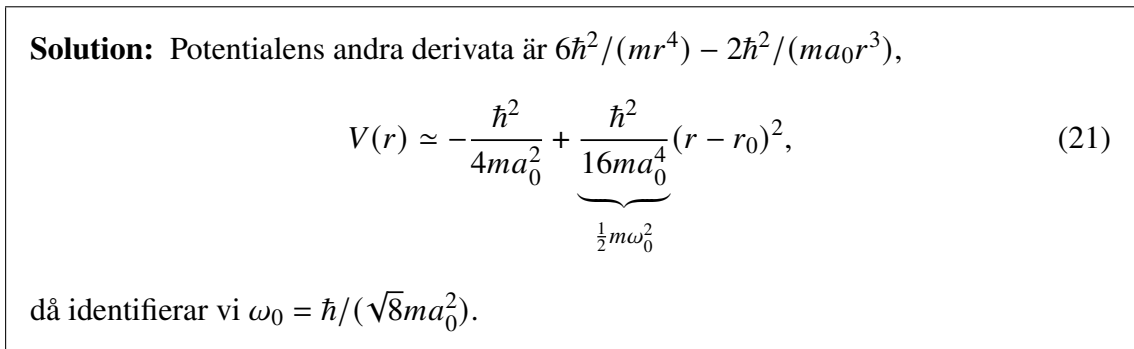 Solution: Potentialens andra derivata är 6ℏ²/(mr⁴) − 2ℏ²/(ma₀r³),
V(r) ≃ −ℏ²/(4ma₀²) + ℏ²/(16ma₀⁴) (r − r₀)², (21)
½mω₀²
då identifierar vi ω₀ = ℏ/(√8ma₀²).